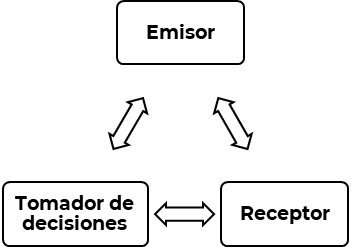 Emisor
Tomador de
decisiones
Receptor